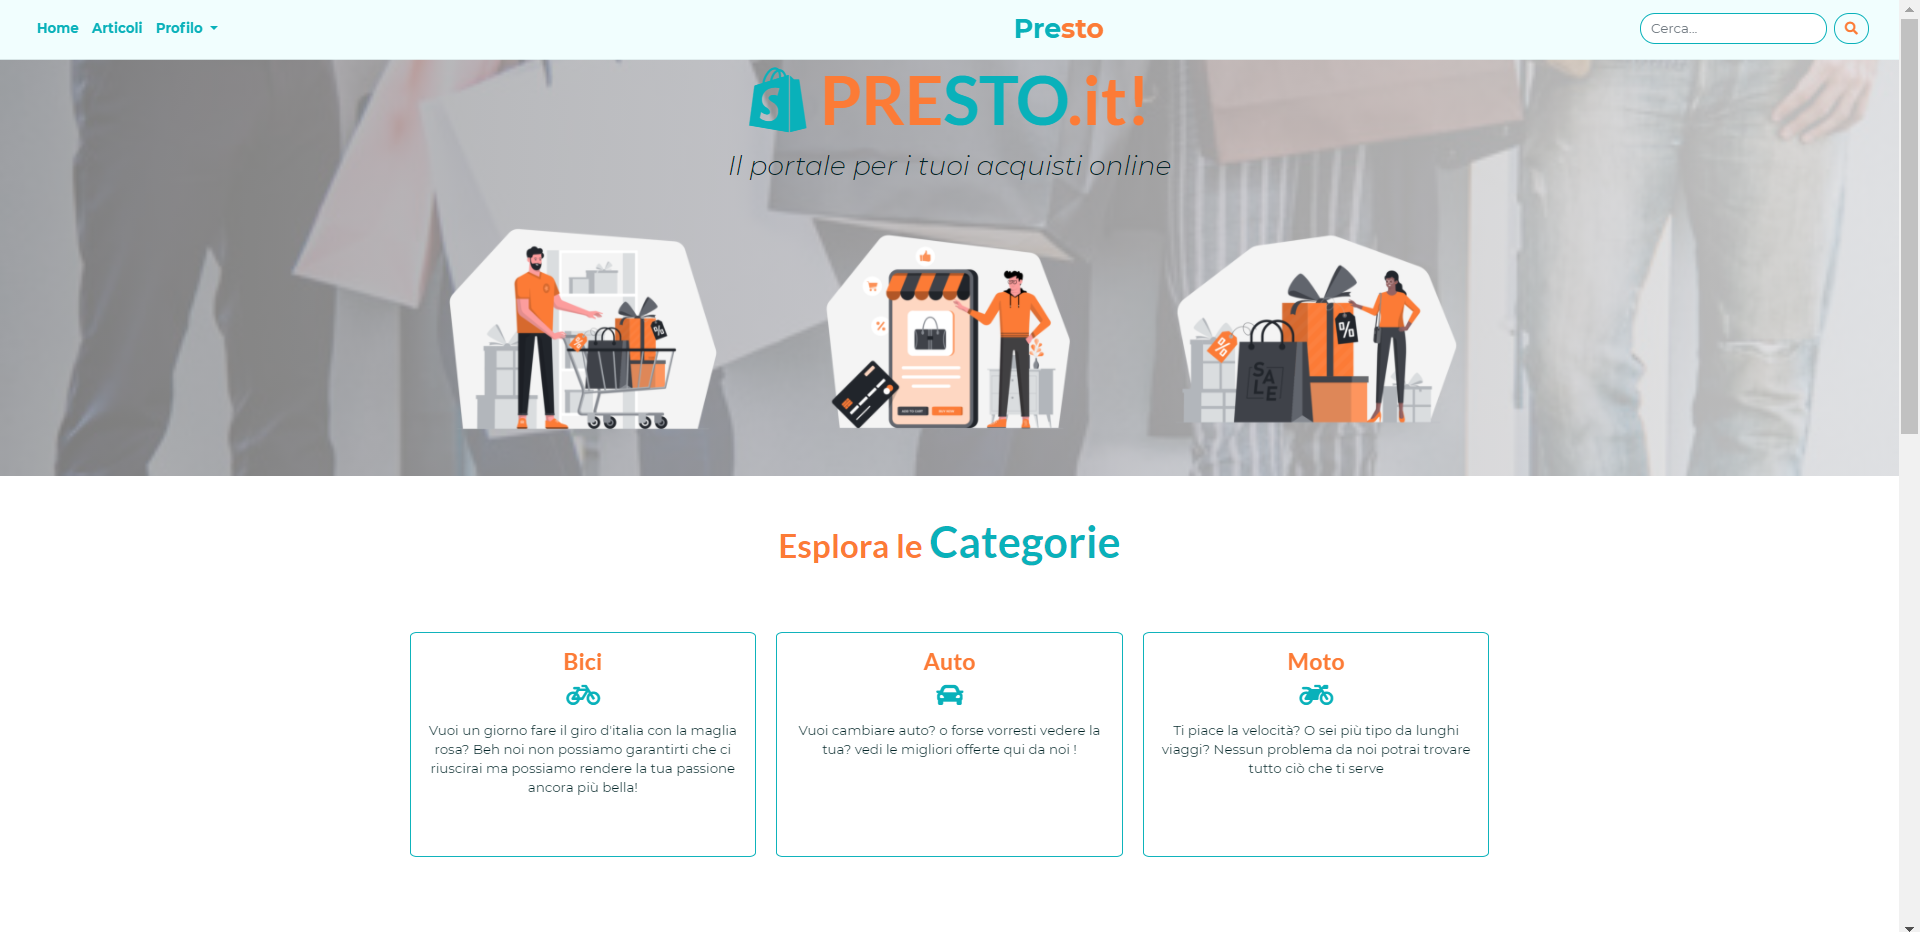 Home Articoli Profilo
Presto
Cerca...
PRESTO.it!
Il portale per i tuoi acquisti online
SALE
%
%
%
%
Esplora le Categorie
Bici
Vuoi un giorno fare il giro d'italia con la maglia
rosa? Beh noi non possiamo garantirti che ci
riuscirai ma possiamo rendere la tua passione
ancora più bella!
Auto
Vuoi cambiare auto? o forse vorresti vedere la
tua? vedi le migliori offerte qui da noi !
Moto
Ti piace la velocità? O sei più tipo da lunghi
viaggi? Nessun problema da noi potrai trovare
tutto ciò che ti serve